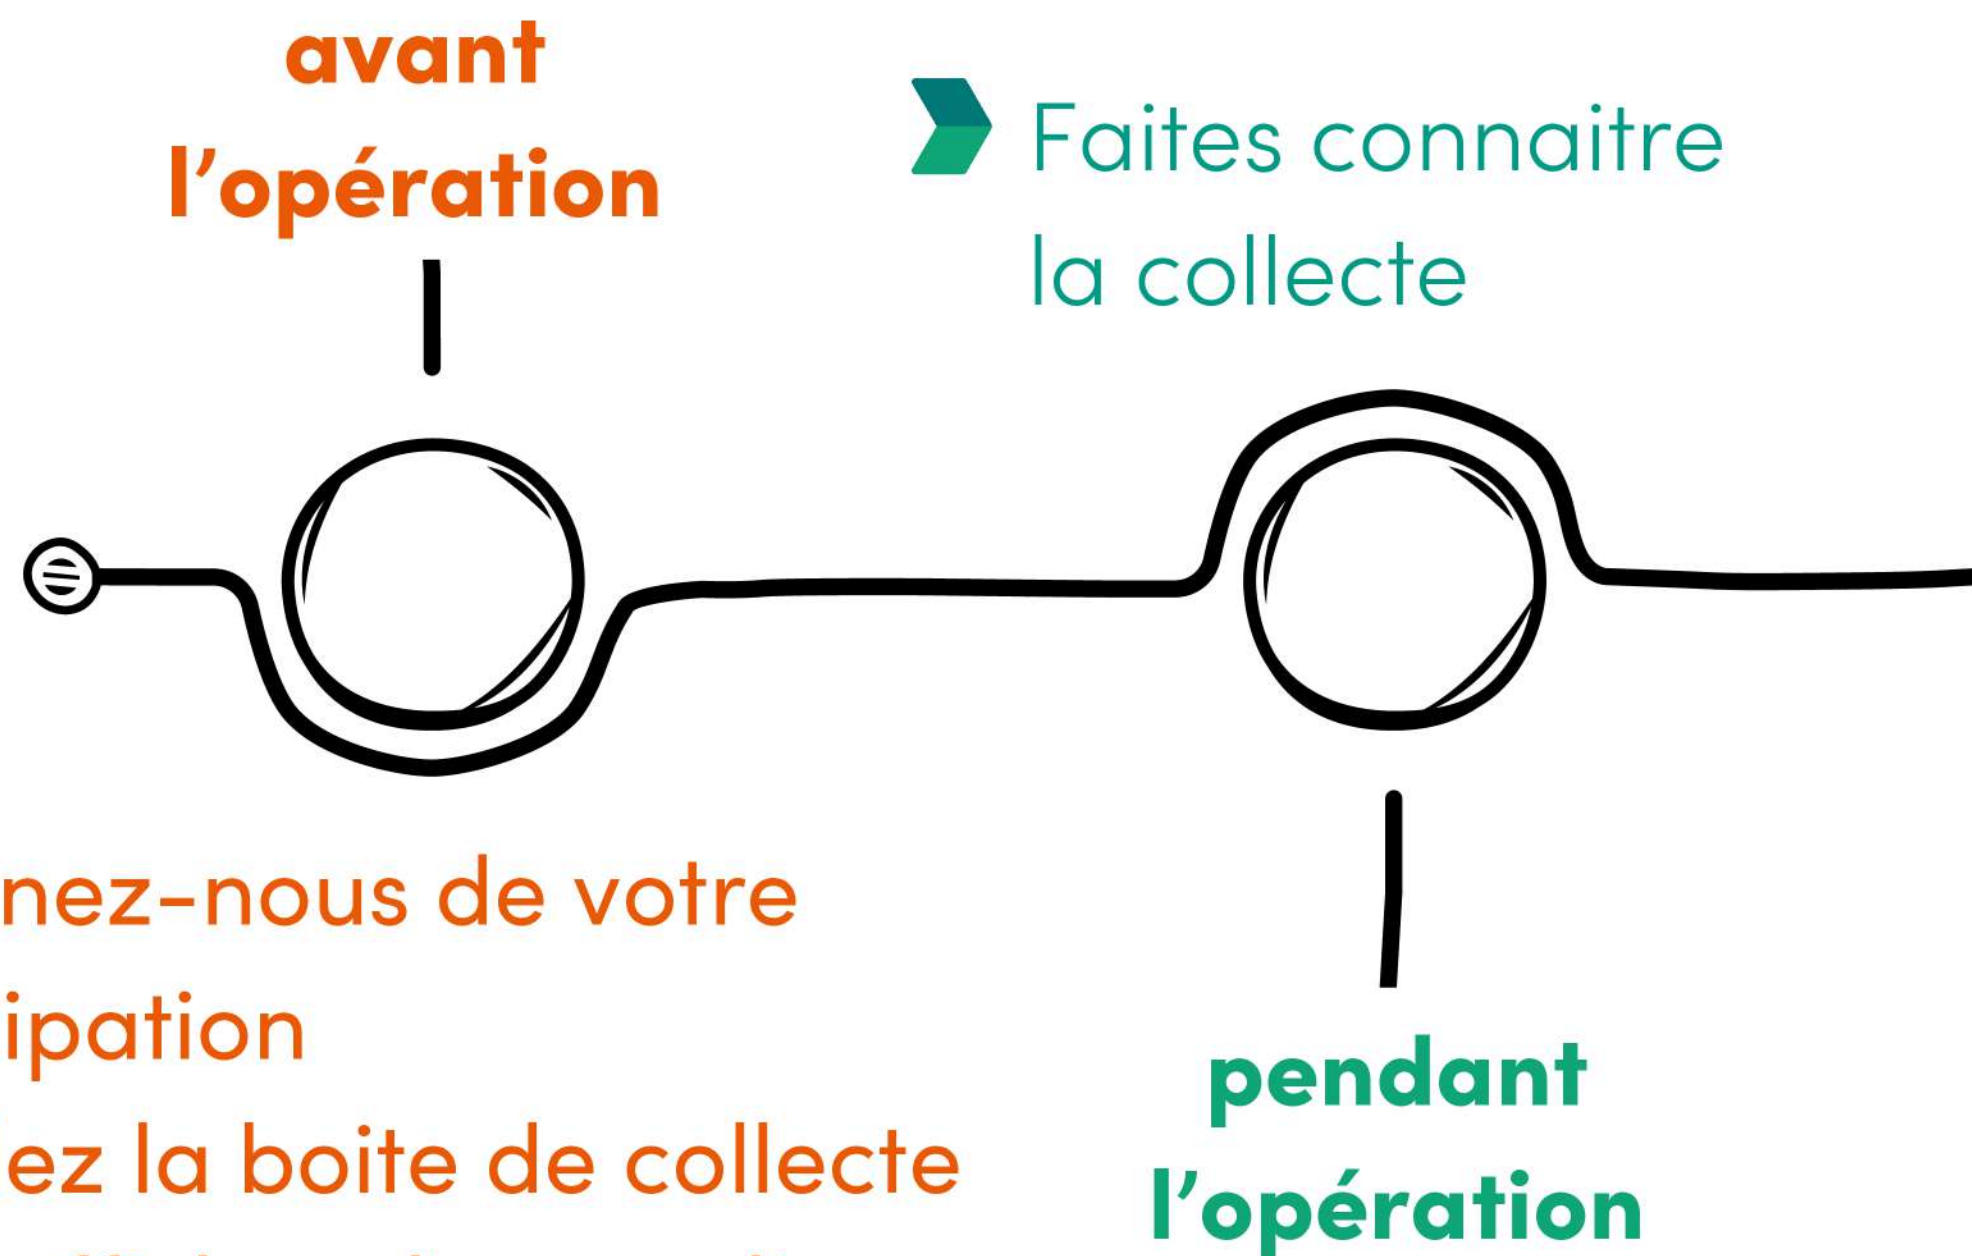 avant
l’opération
Faites connaitre
la collecte
nez-nous de votre
ipation
ez la boite de collecte
pendant
l’opération